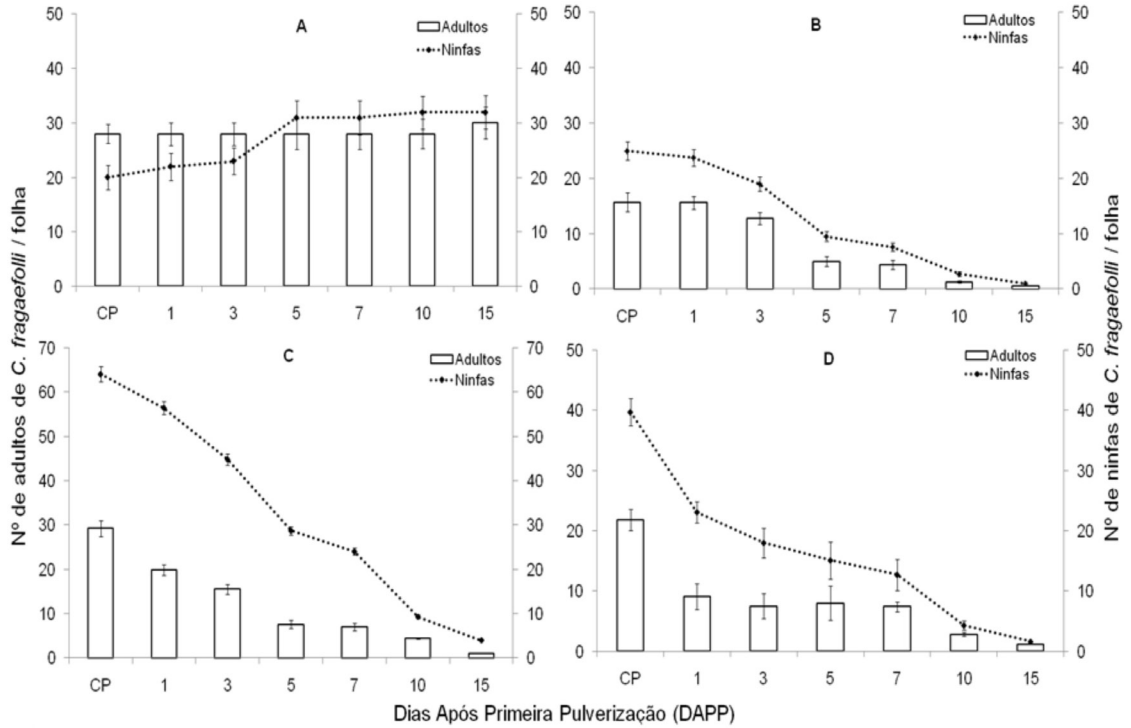 Nº de adultos de C. fragaefolli / folha
Nº de ninfas de C. fragaefolli / folha
A
Adultos
Ninfas
50
40
30
20
10
0
50
40
30
20
10
0
CP 1 3 5 7 10 15
B
Adultos
Ninfas
50
40
30
20
10
0
50
40
30
20
10
0
CP 1 3 5 7 10 15
C
Adultos
Ninfas
70
60
50
40
30
20
10
0
70
60
50
40
30
20
10
0
CP 1 3 5 7 10 15
D
Adultos
Ninfas
50
40
30
20
10
0
50
40
30
20
10
0
CP 1 3 5 7 10 15
Dias Após Primeira Pulverização (DAPP)